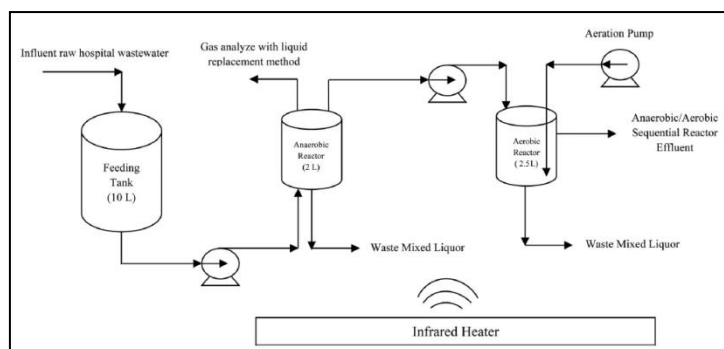 Influent raw hospital wastewater
Gas analyze with liquid
replacement method
Aeration Pump
Feeding
Tank
(10 L)
Anaerobic
Reactor
(2 L)
Aerobic
Reactor
( 2.5L)
Anaerobic/Aerobic
Sequential Reactor
Effluent
Waste Mixed Liquor
Waste Mixed Liquor
Infrared Heater